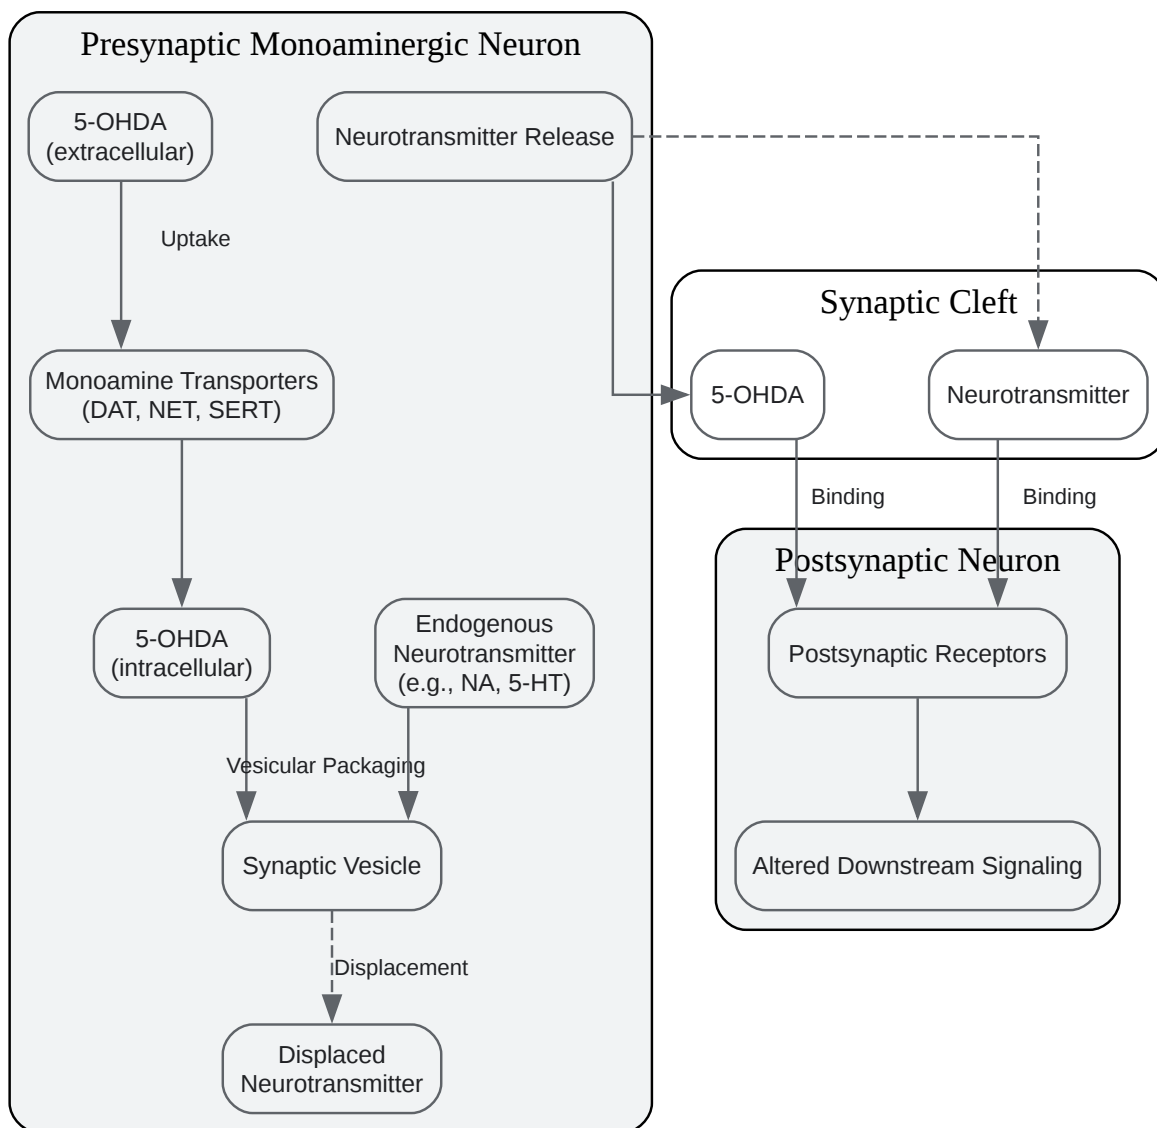 Presynaptic Monoaminergic Neuron
5-OHDA
(extracellular)
Neurotransmitter Release
Uptake
Monoamine Transporters
(DAT, NET, SERT)
5-OHDA
(intracellular)
Endogenous
Neurotransmitter
(e.g., NA, 5-HT)
Vesicular Packaging
Synaptic Vesicle
Displacement
Displaced
Neurotransmitter
Synaptic Cleft
5-OHDA
Neurotransmitter
Binding
Binding
Postsynaptic Neuron
Postsynaptic Receptors
Altered Downstream Signaling